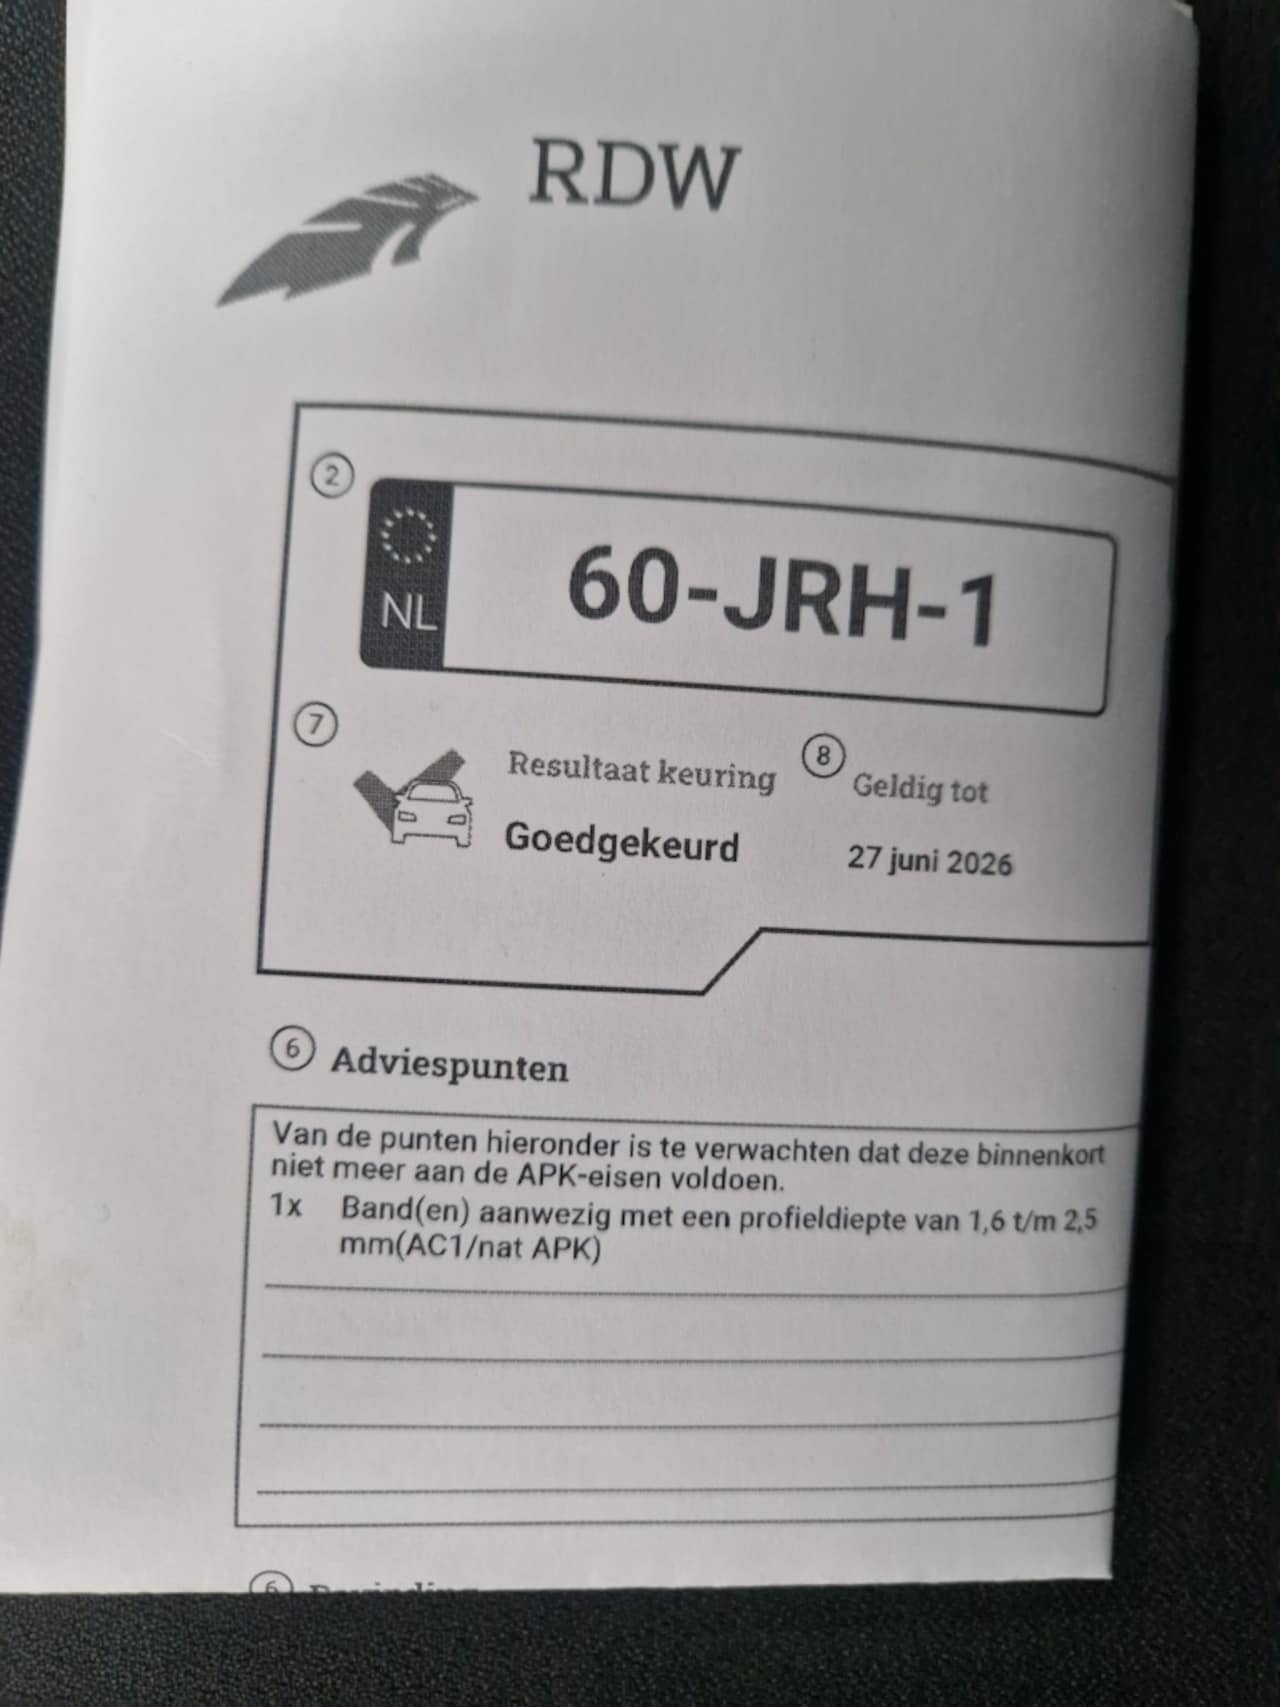 RDW
2
NL
60-JRH-1
7
Resultaat keuring
8
Geldig tot
Goedgekeurd
27 juni 2026
6 Adviespunten
Van de punten hieronder is te verwachten dat deze binnenkort
niet meer aan de APK-eisen voldoen.
1x Band(en) aanwezig met een profieldiepte van 1,6 t/m 2,5
mm(AC1/nat APK)
6